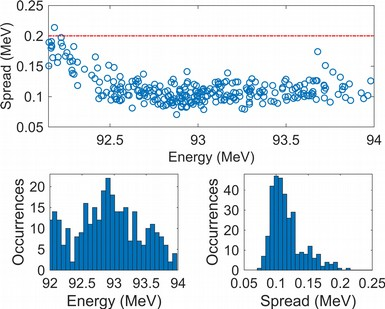 0.25
0.2
0.15
0.1
0.05
Spread (MeV)
92.5 93 93.5 94
Energy (MeV)
20
15
10
5
0
Occurrences
92 92.5 93 93.5 94
Energy (MeV)
40
30
20
10
0
Occurrences
0.05 0.1 0.15 0.2 0.25
Spread (MeV)